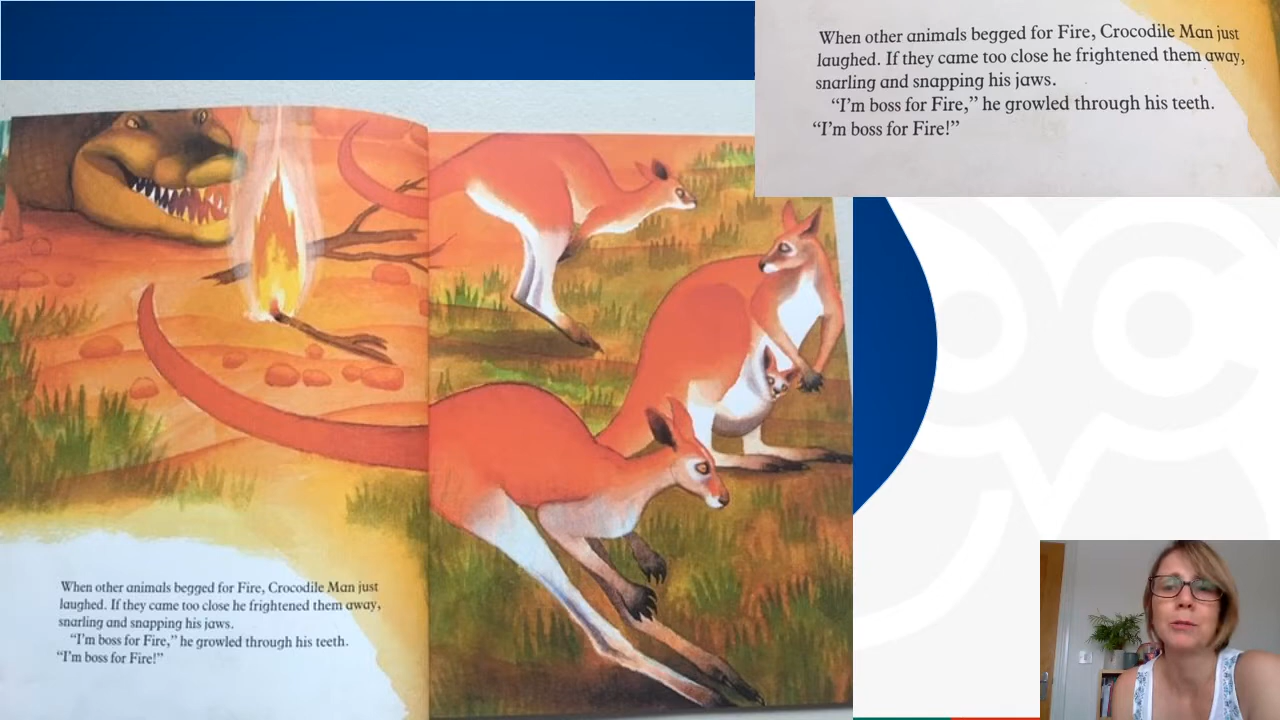 When other animals begged for Fire, Crocodile Man just
laughed. If they came too close he frightened them away,
snarling and snapping his jaws.
“I’m boss for Fire,” he growled through his teeth.
“I’m boss for Fire!”
When other animals begged for Fire, Crocodile Man just
laughed. If they came too close he frightened them away,
snarling and snapping his jaws.
“I’m boss for Fire,” he growled through his teeth.
“I’m boss for Fire!”